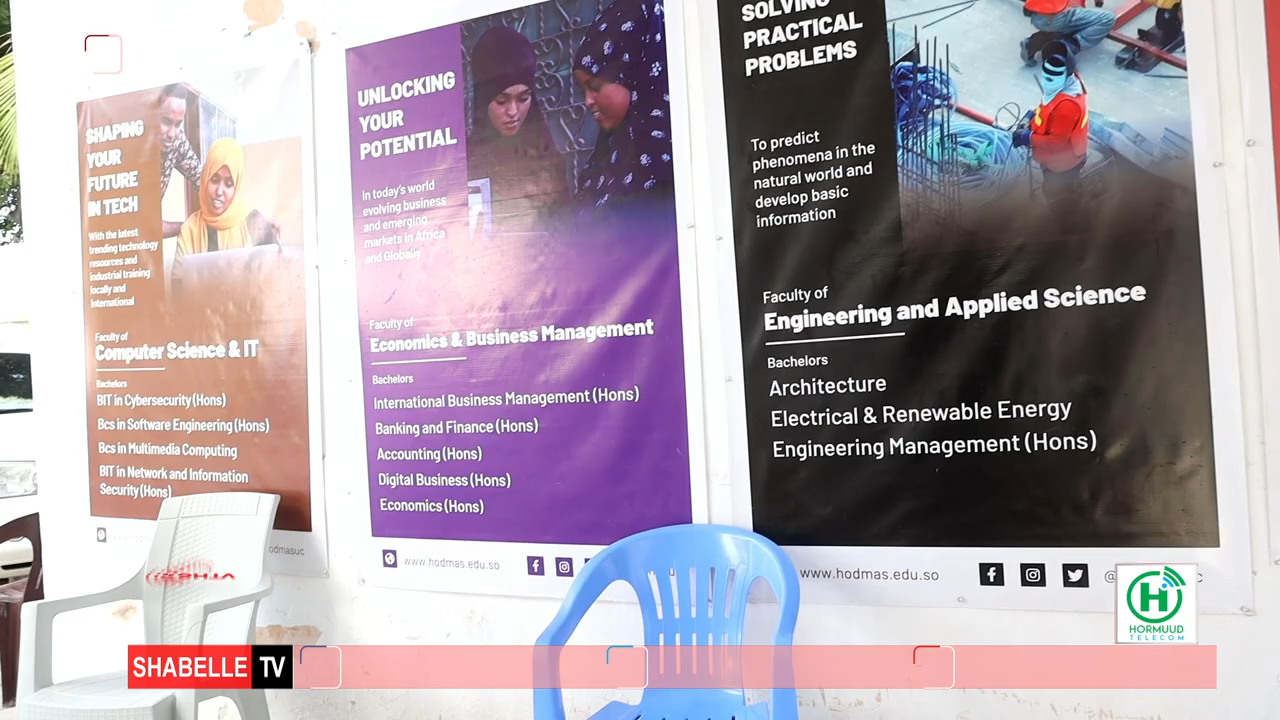 SHAPING
YOUR
FUTURE
IN TECH
With the latest
trending technology
resources and
industrial training
locally and
International
Faculty of
Computer Science & IT
Bachelors
BIT in Cybersecurity (Hons)
Bcs in Software Engineering (Hons)
Bcs in Multimedia Computing
BIT in Network and Information
Security (Hons)
odmasuc
UNLOCKING
YOUR
POTENTIAL
In today's world
evolving business
and emerging
markets in Africa
and Globally
Faculty of
Economics & Business Management
Bachelors
International Business Management (Hons)
Banking and Finance (Hons)
Accounting (Hons)
Digital Business (Hons)
Economics (Hons)
www.hodmas.edu.so
SOLVING
PRACTICAL
PROBLEMS
To predict
phenomena in the
natural world and
develop basic
information
Faculty of
Engineering and Applied Science
Bachelors
Architecture
Electrical & Renewable Energy
Engineering Management (Hons)
www.hodmas.edu.so
HORMUUD
TELECOM
SHABELLE TV